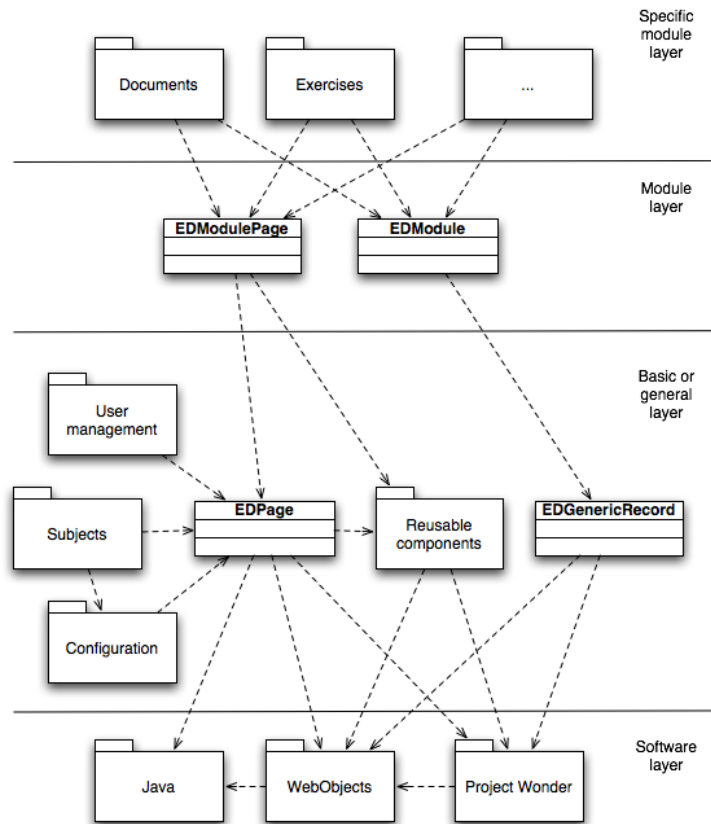 Specific
module
layer
Documents
Exercises
...
Module
layer
EDModulePage
EDModule
Basic or
general
layer
User
management
EDPage
EDGenericRecord
Subjects
Reusable
components
Configuration
Software
layer
Java
WebObjects
Project Wonder